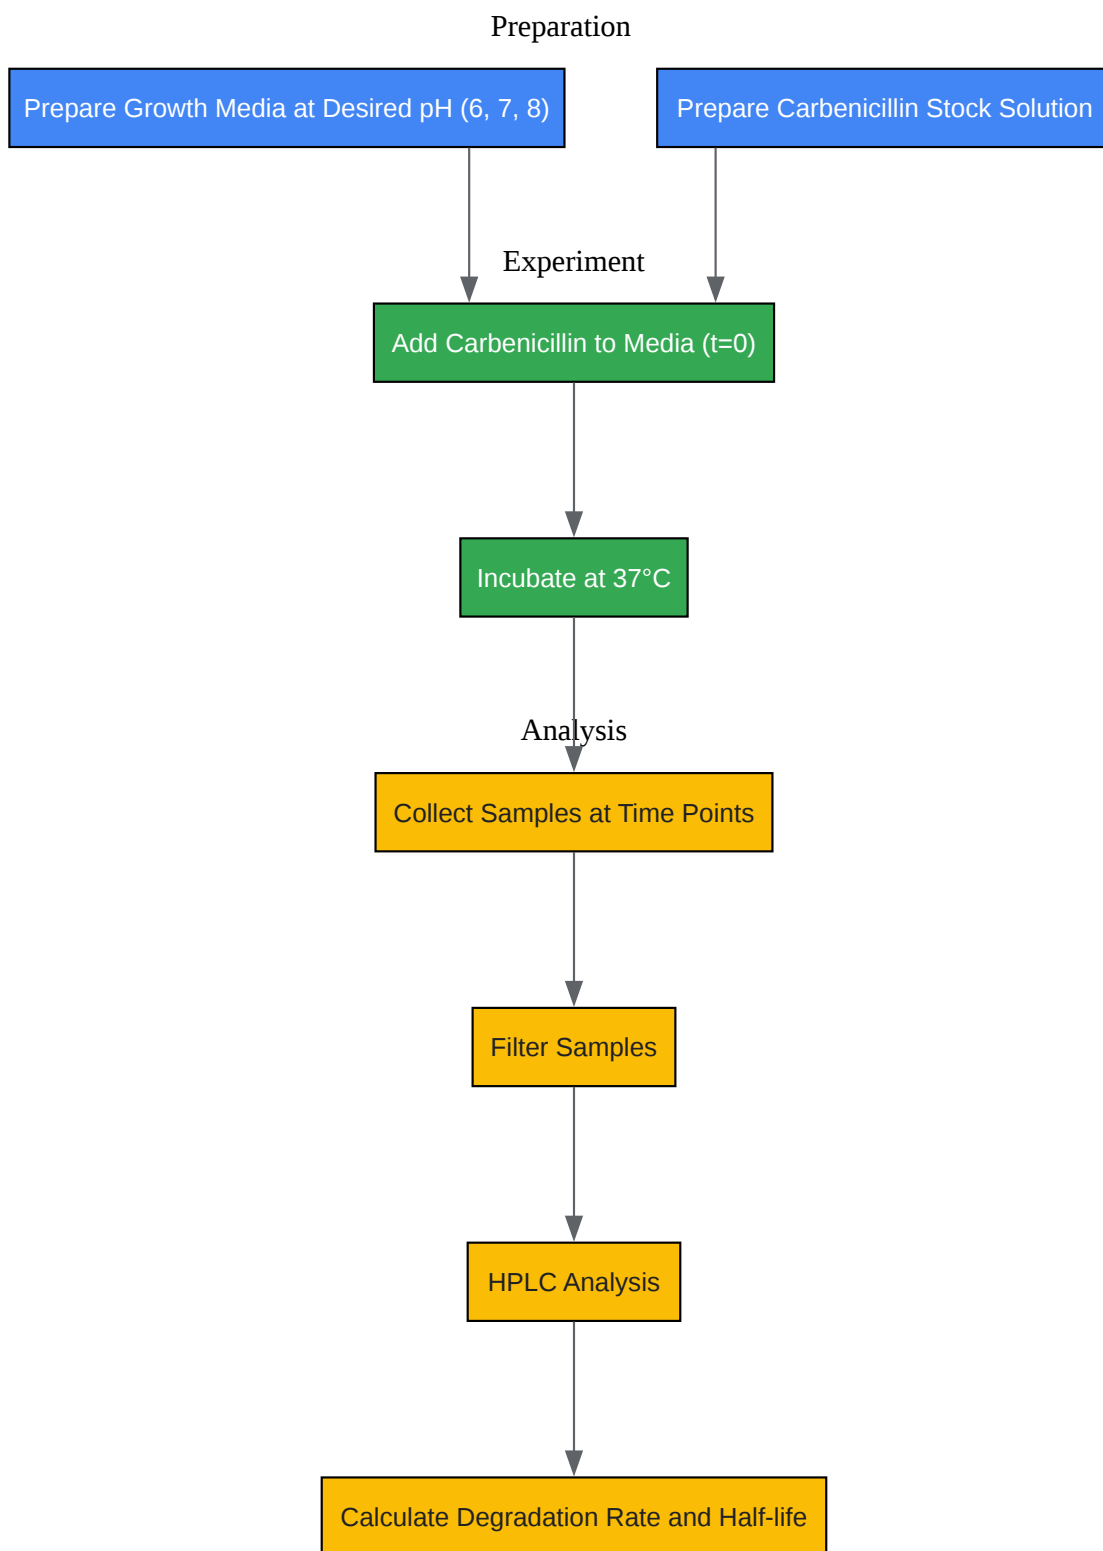 Preparation
Prepare Growth Media at Desired pH (6, 7, 8)
Prepare Carbenicillin Stock Solution
Experiment
Add Carbenicillin to Media (t=0)
Incubate at 37°C
Analysis
Collect Samples at Time Points
Filter Samples
HPLC Analysis
Calculate Degradation Rate and Half-life